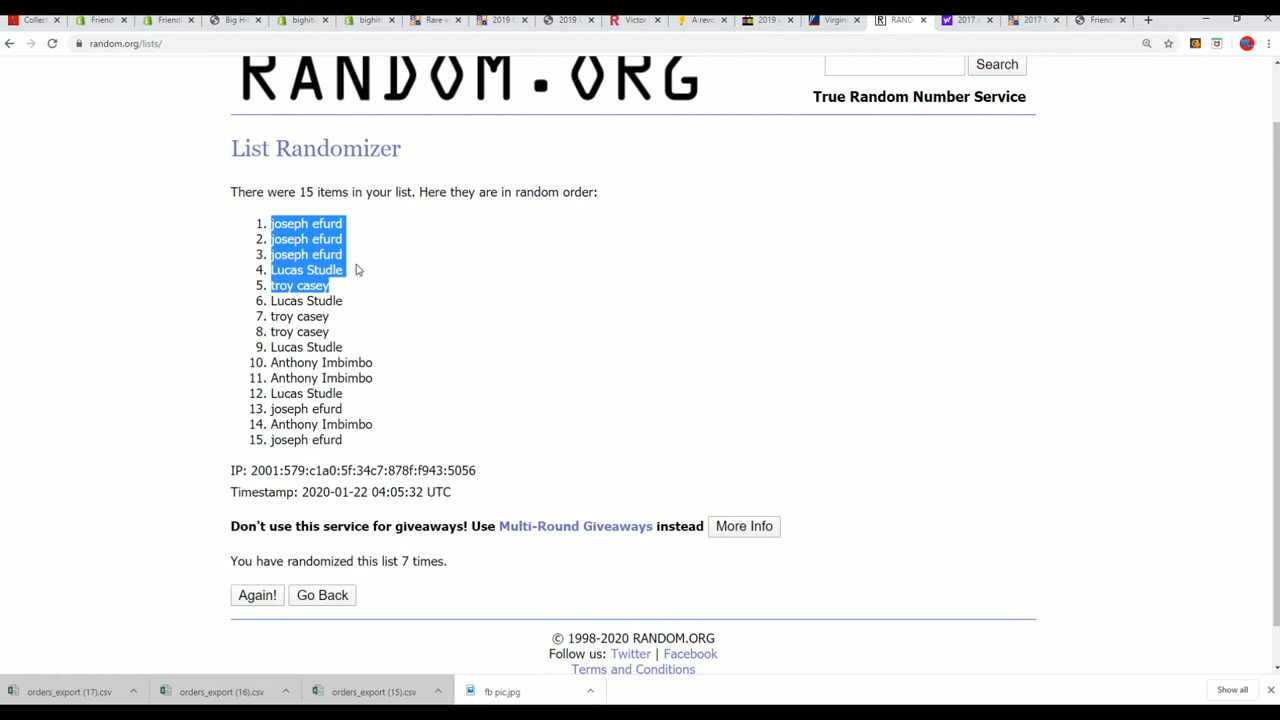 Collect
Friend
Friend
Big Hi
bighit
bighit
Rare v
2019 U
2019 L
Victor
A revo
2019 L
Virgin
RAND
2017 c
2017 C
Friend
random.org/lists/
RANDOM.ORG
Search
True Random Number Service
List Randomizer
There were 15 items in your list. Here they are in random order:
1. joseph efurd
2. joseph efurd
3. joseph efurd
4. Lucas Studle
5. troy casey
6. Lucas Studle
7. troy casey
8. troy casey
9. Lucas Studle
10. Anthony Imbimbo
11. Anthony Imbimbo
12. Lucas Studle
13. joseph efurd
14. Anthony Imbimbo
15. joseph efurd
IP: 2001:579:c1a0:5f:34c7:878f:f943:5056
Timestamp: 2020-01-22 04:05:32 UTC
Don't use this service for giveaways! Use Multi-Round Giveaways instead More Info
You have randomized this list 7 times.
Again! Go Back
© 1998-2020 RANDOM.ORG
Follow us: Twitter | Facebook
Terms and Conditions
orders_export (17).csv
orders_export (16).csv
orders_export (15).csv
fb pic.jpg
Show all